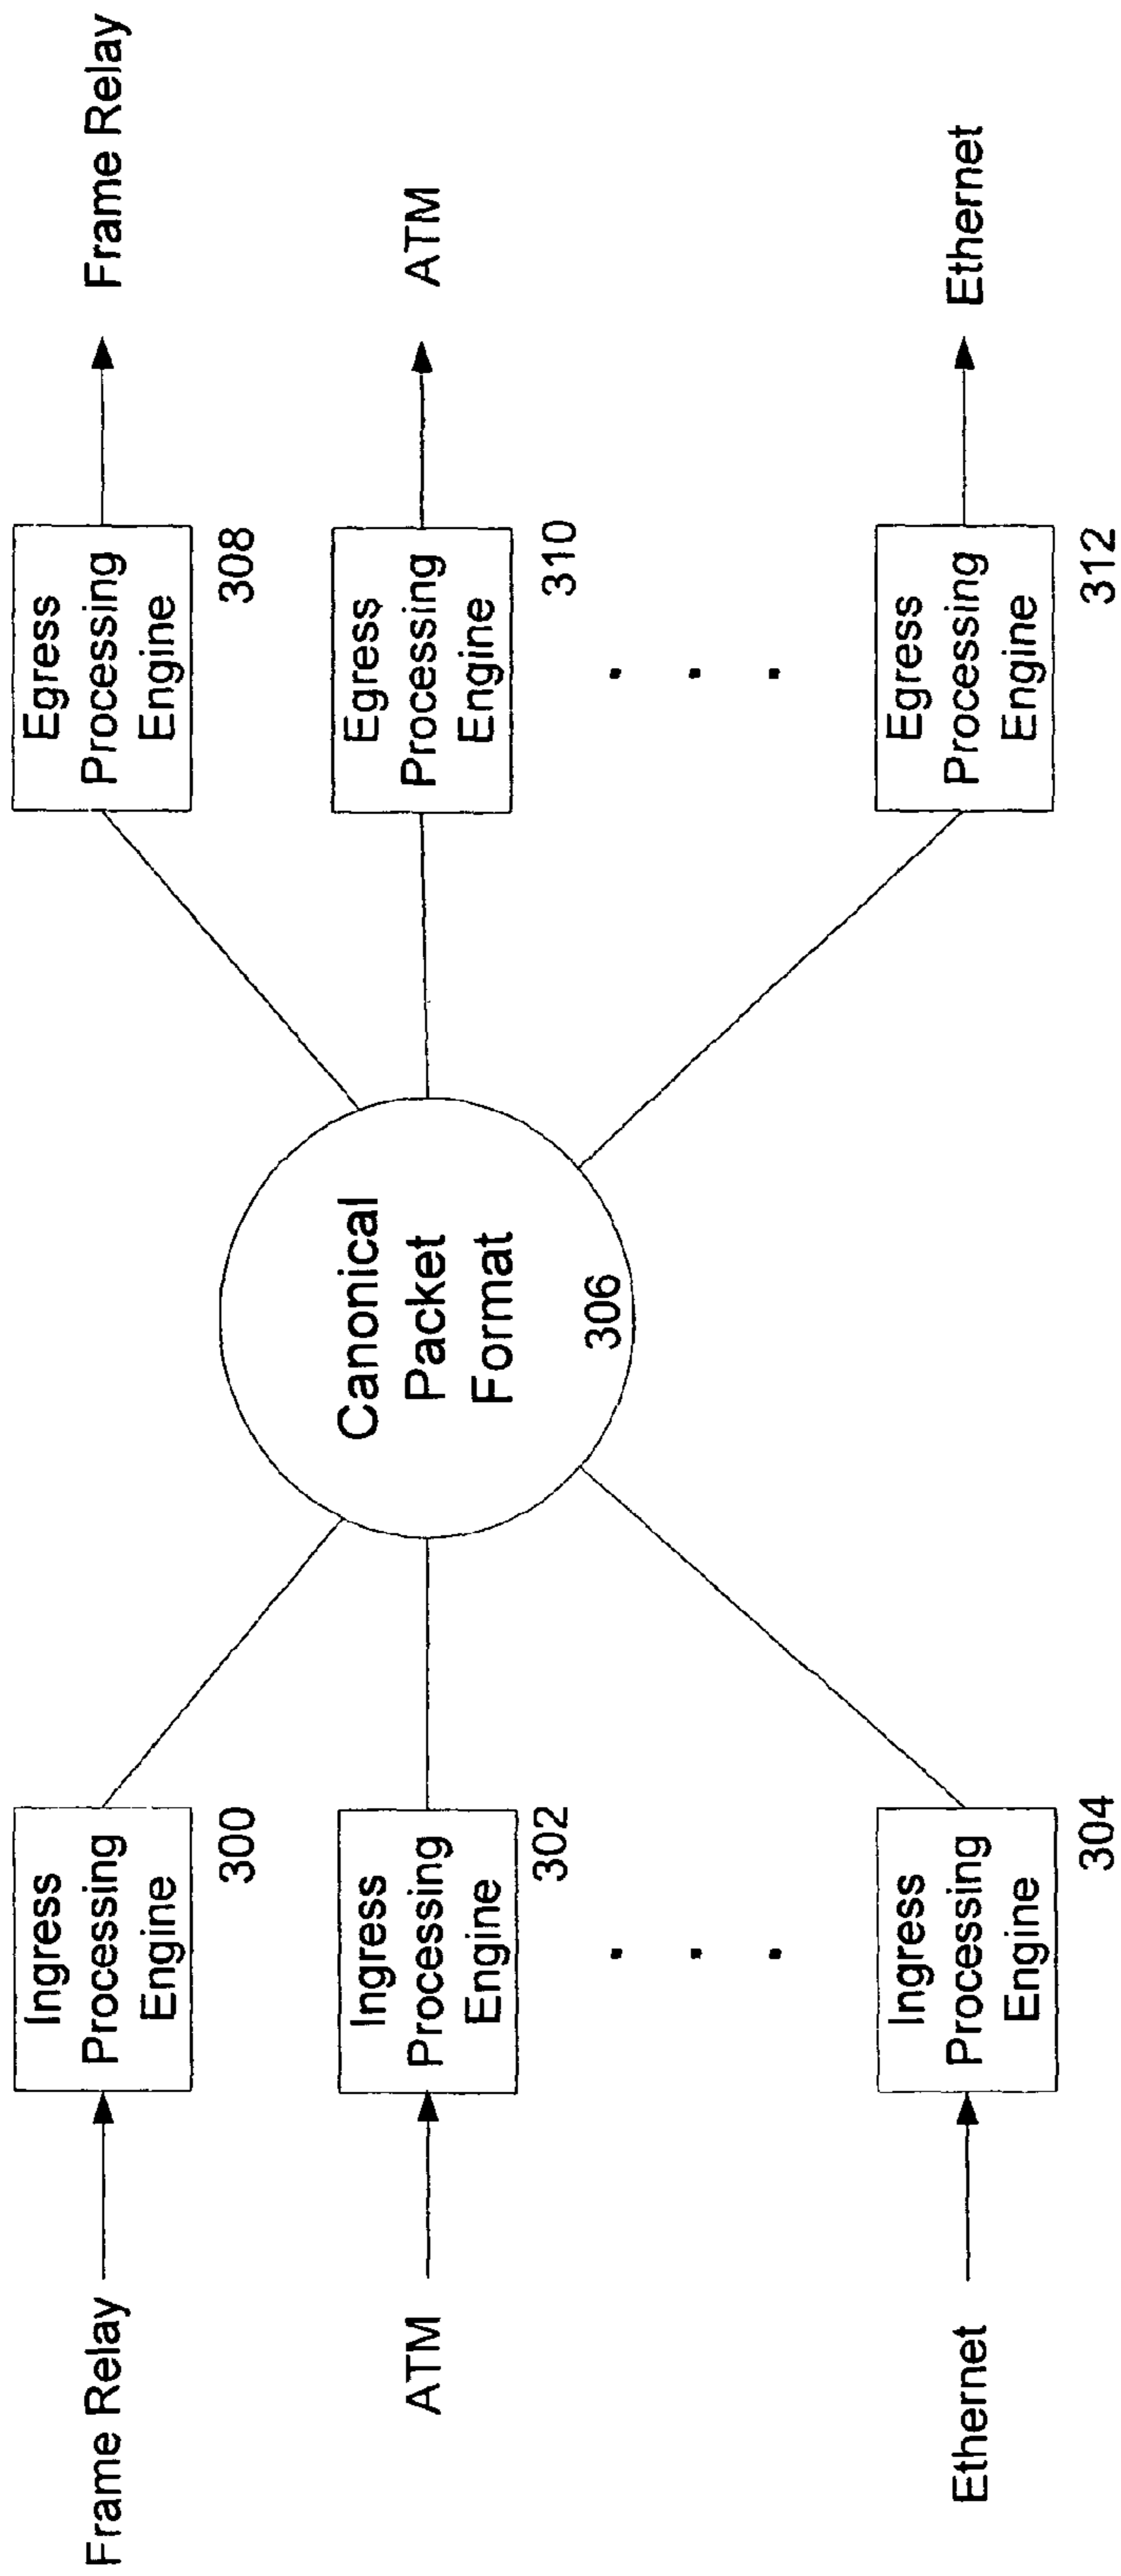 Frame Relay
Ingress
Processing
Engine
300
ATM
Ingress
Processing
Engine
302
Ethernet
Ingress
Processing
Engine
304
Canonical
Packet
Format
306
Egress
Processing
Engine
308
Frame Relay
Egress
Processing
Engine
310
ATM
Egress
Processing
Engine
312
Ethernet